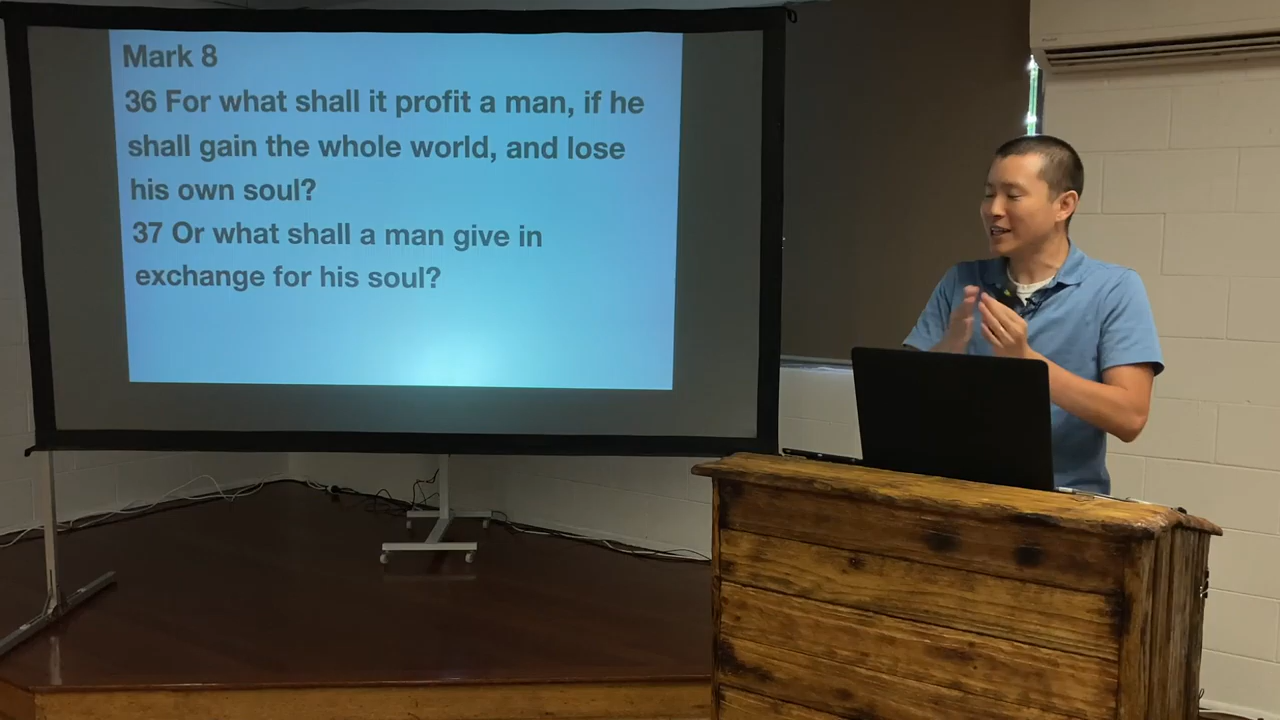 Mark 8
36 For what shall it profit a man, if he
shall gain the whole world, and lose
his own soul?
37 Or what shall a man give in
exchange for his soul?